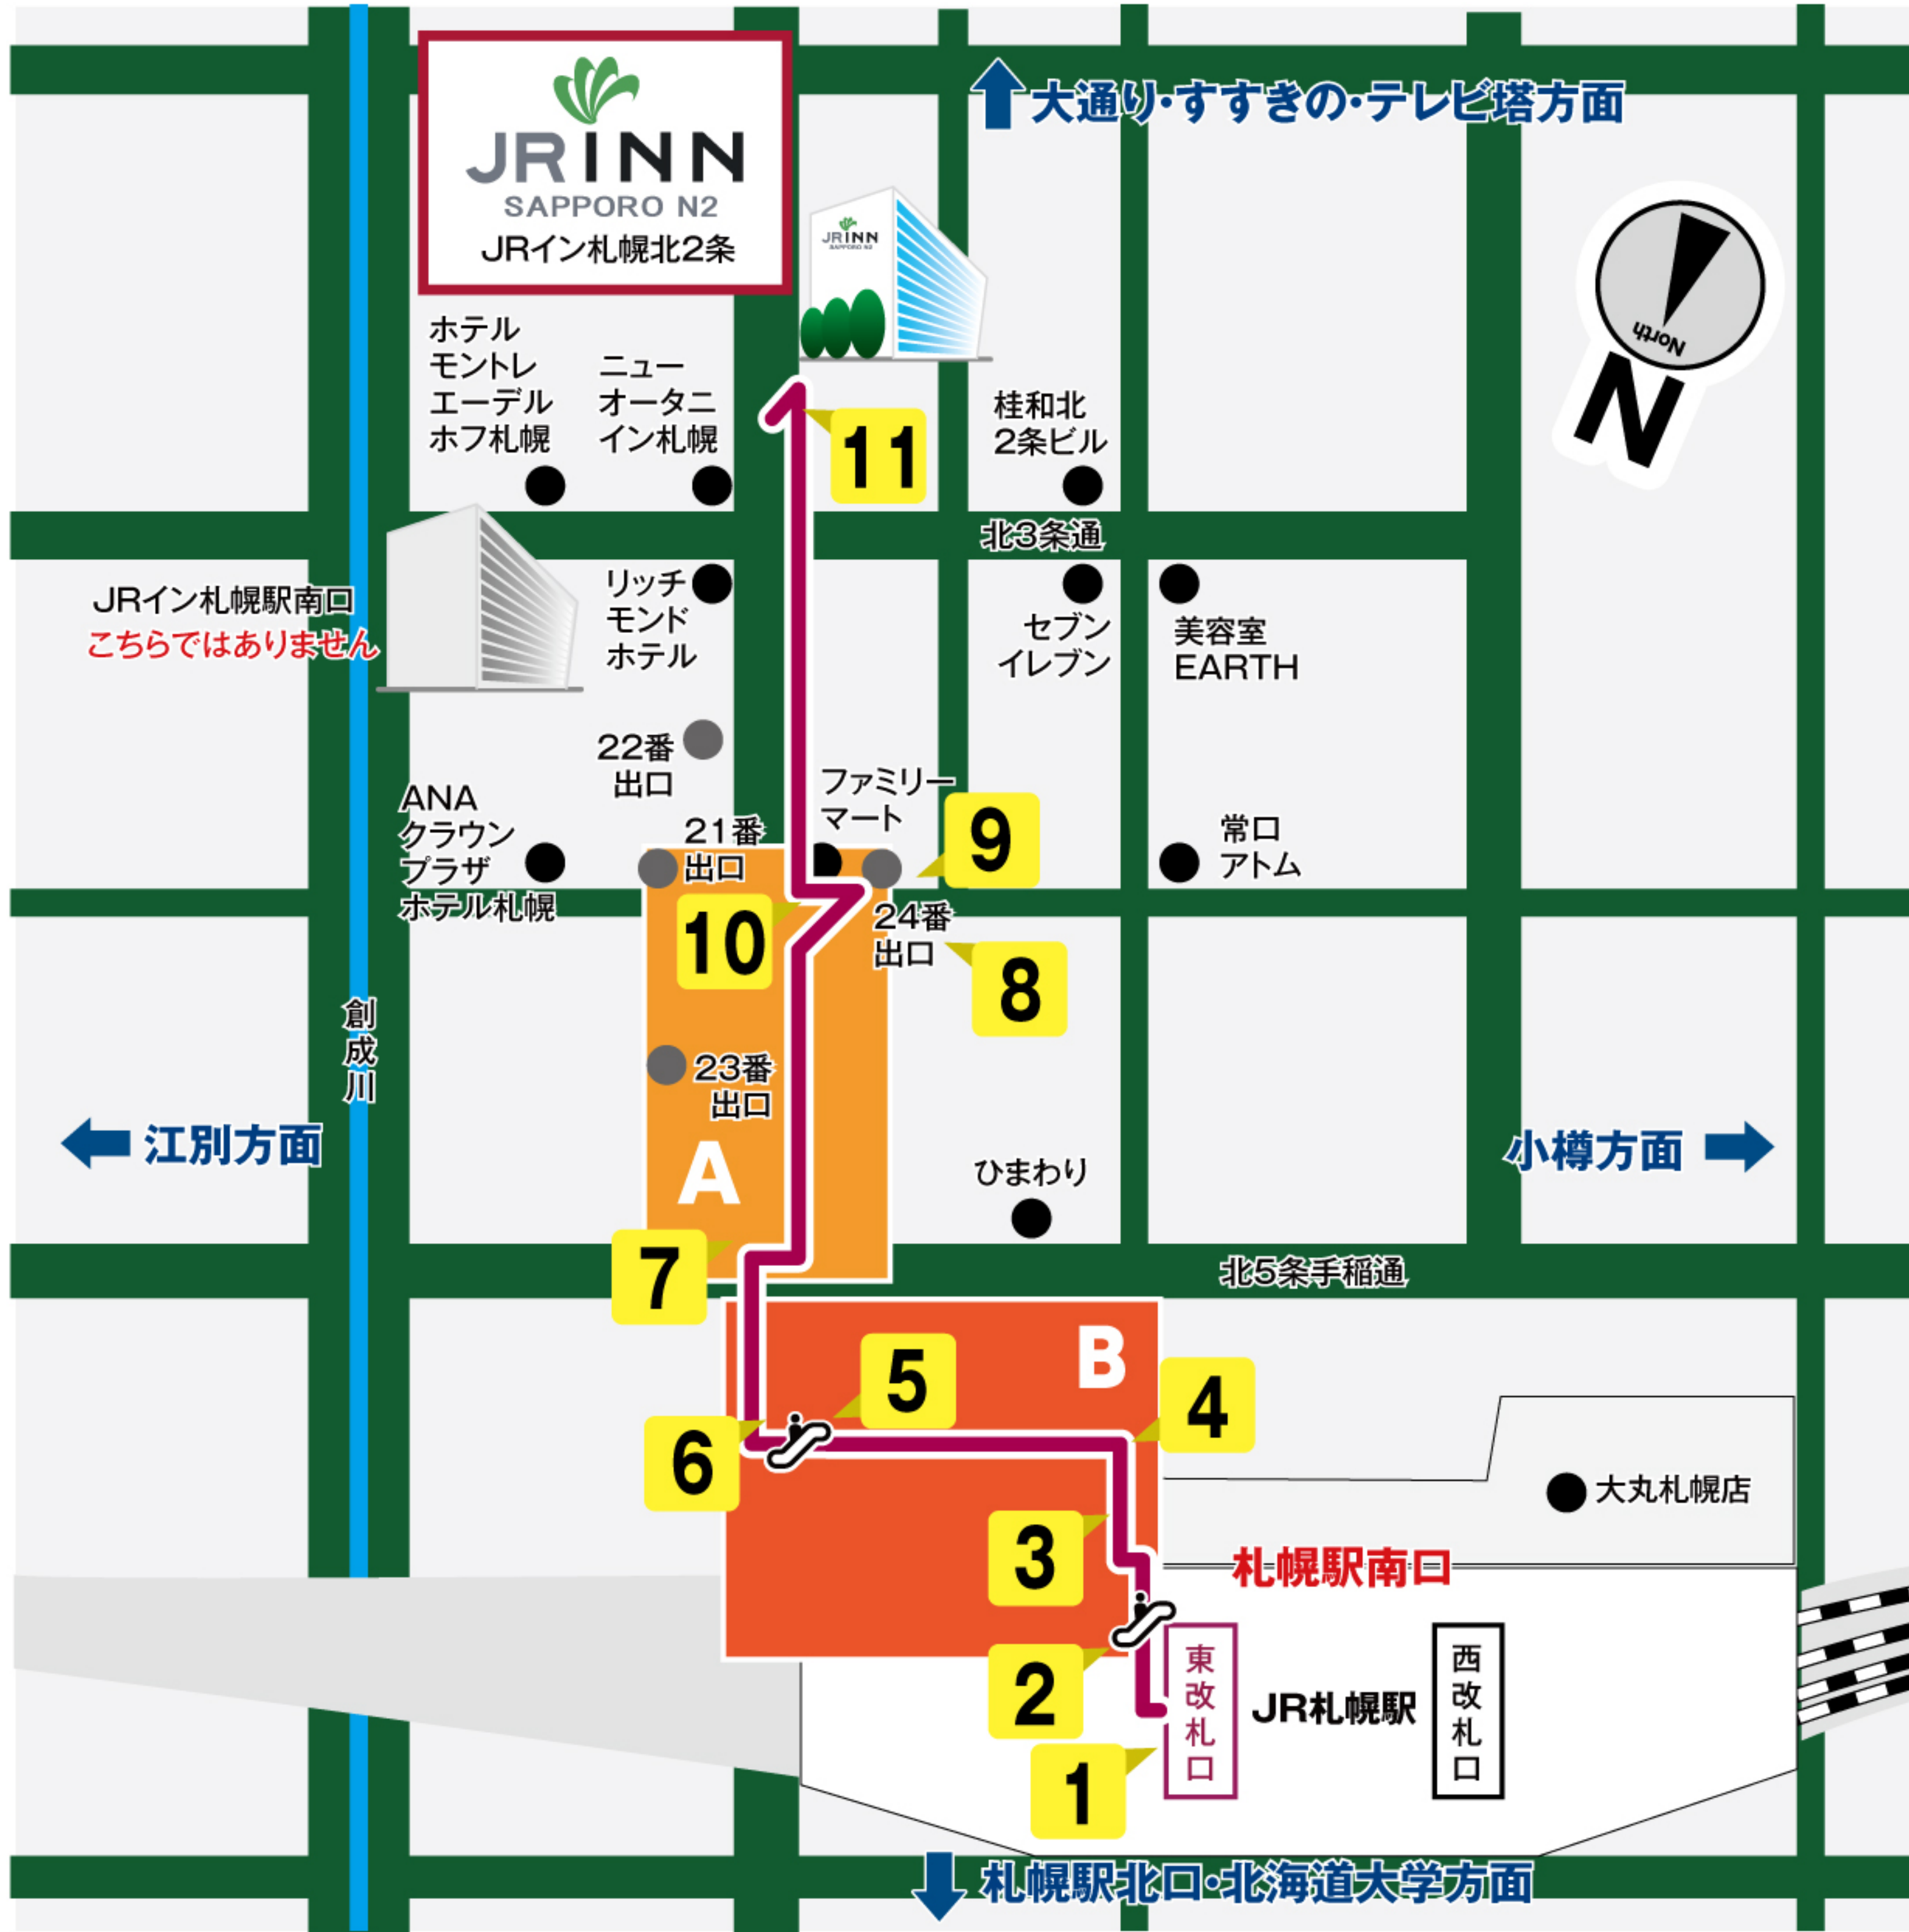 大通り・すすきの・テレビ塔方面
JR INN
SAPPORO N2
JRイン札幌北2条
JR INN
SAPPORO N2
North
N
ホテル
モントレ
エーデル
ホフ札幌
ニュー
オータニ
イン札幌
11
桂和北
2条ビル
北3条通
JRイン札幌駅南口
こちらではありません
リッチ
モンド
ホテル
セブン
イレブン
美容室
EARTH
22番
出口
ファミリー
マート
9
ANA
クラウン
プラザ
ホテル札幌
21番
出口
常口
アトム
10
24番
出口
8
創成川
23番
出口
江別方面
小樽方面
A
ひまわり
7
北5条手稲通
B
5
4
6
大丸札幌店
3
札幌駅南口
2
東改札口
JR札幌駅
西改札口
1
札幌駅北口・北海道大学方面